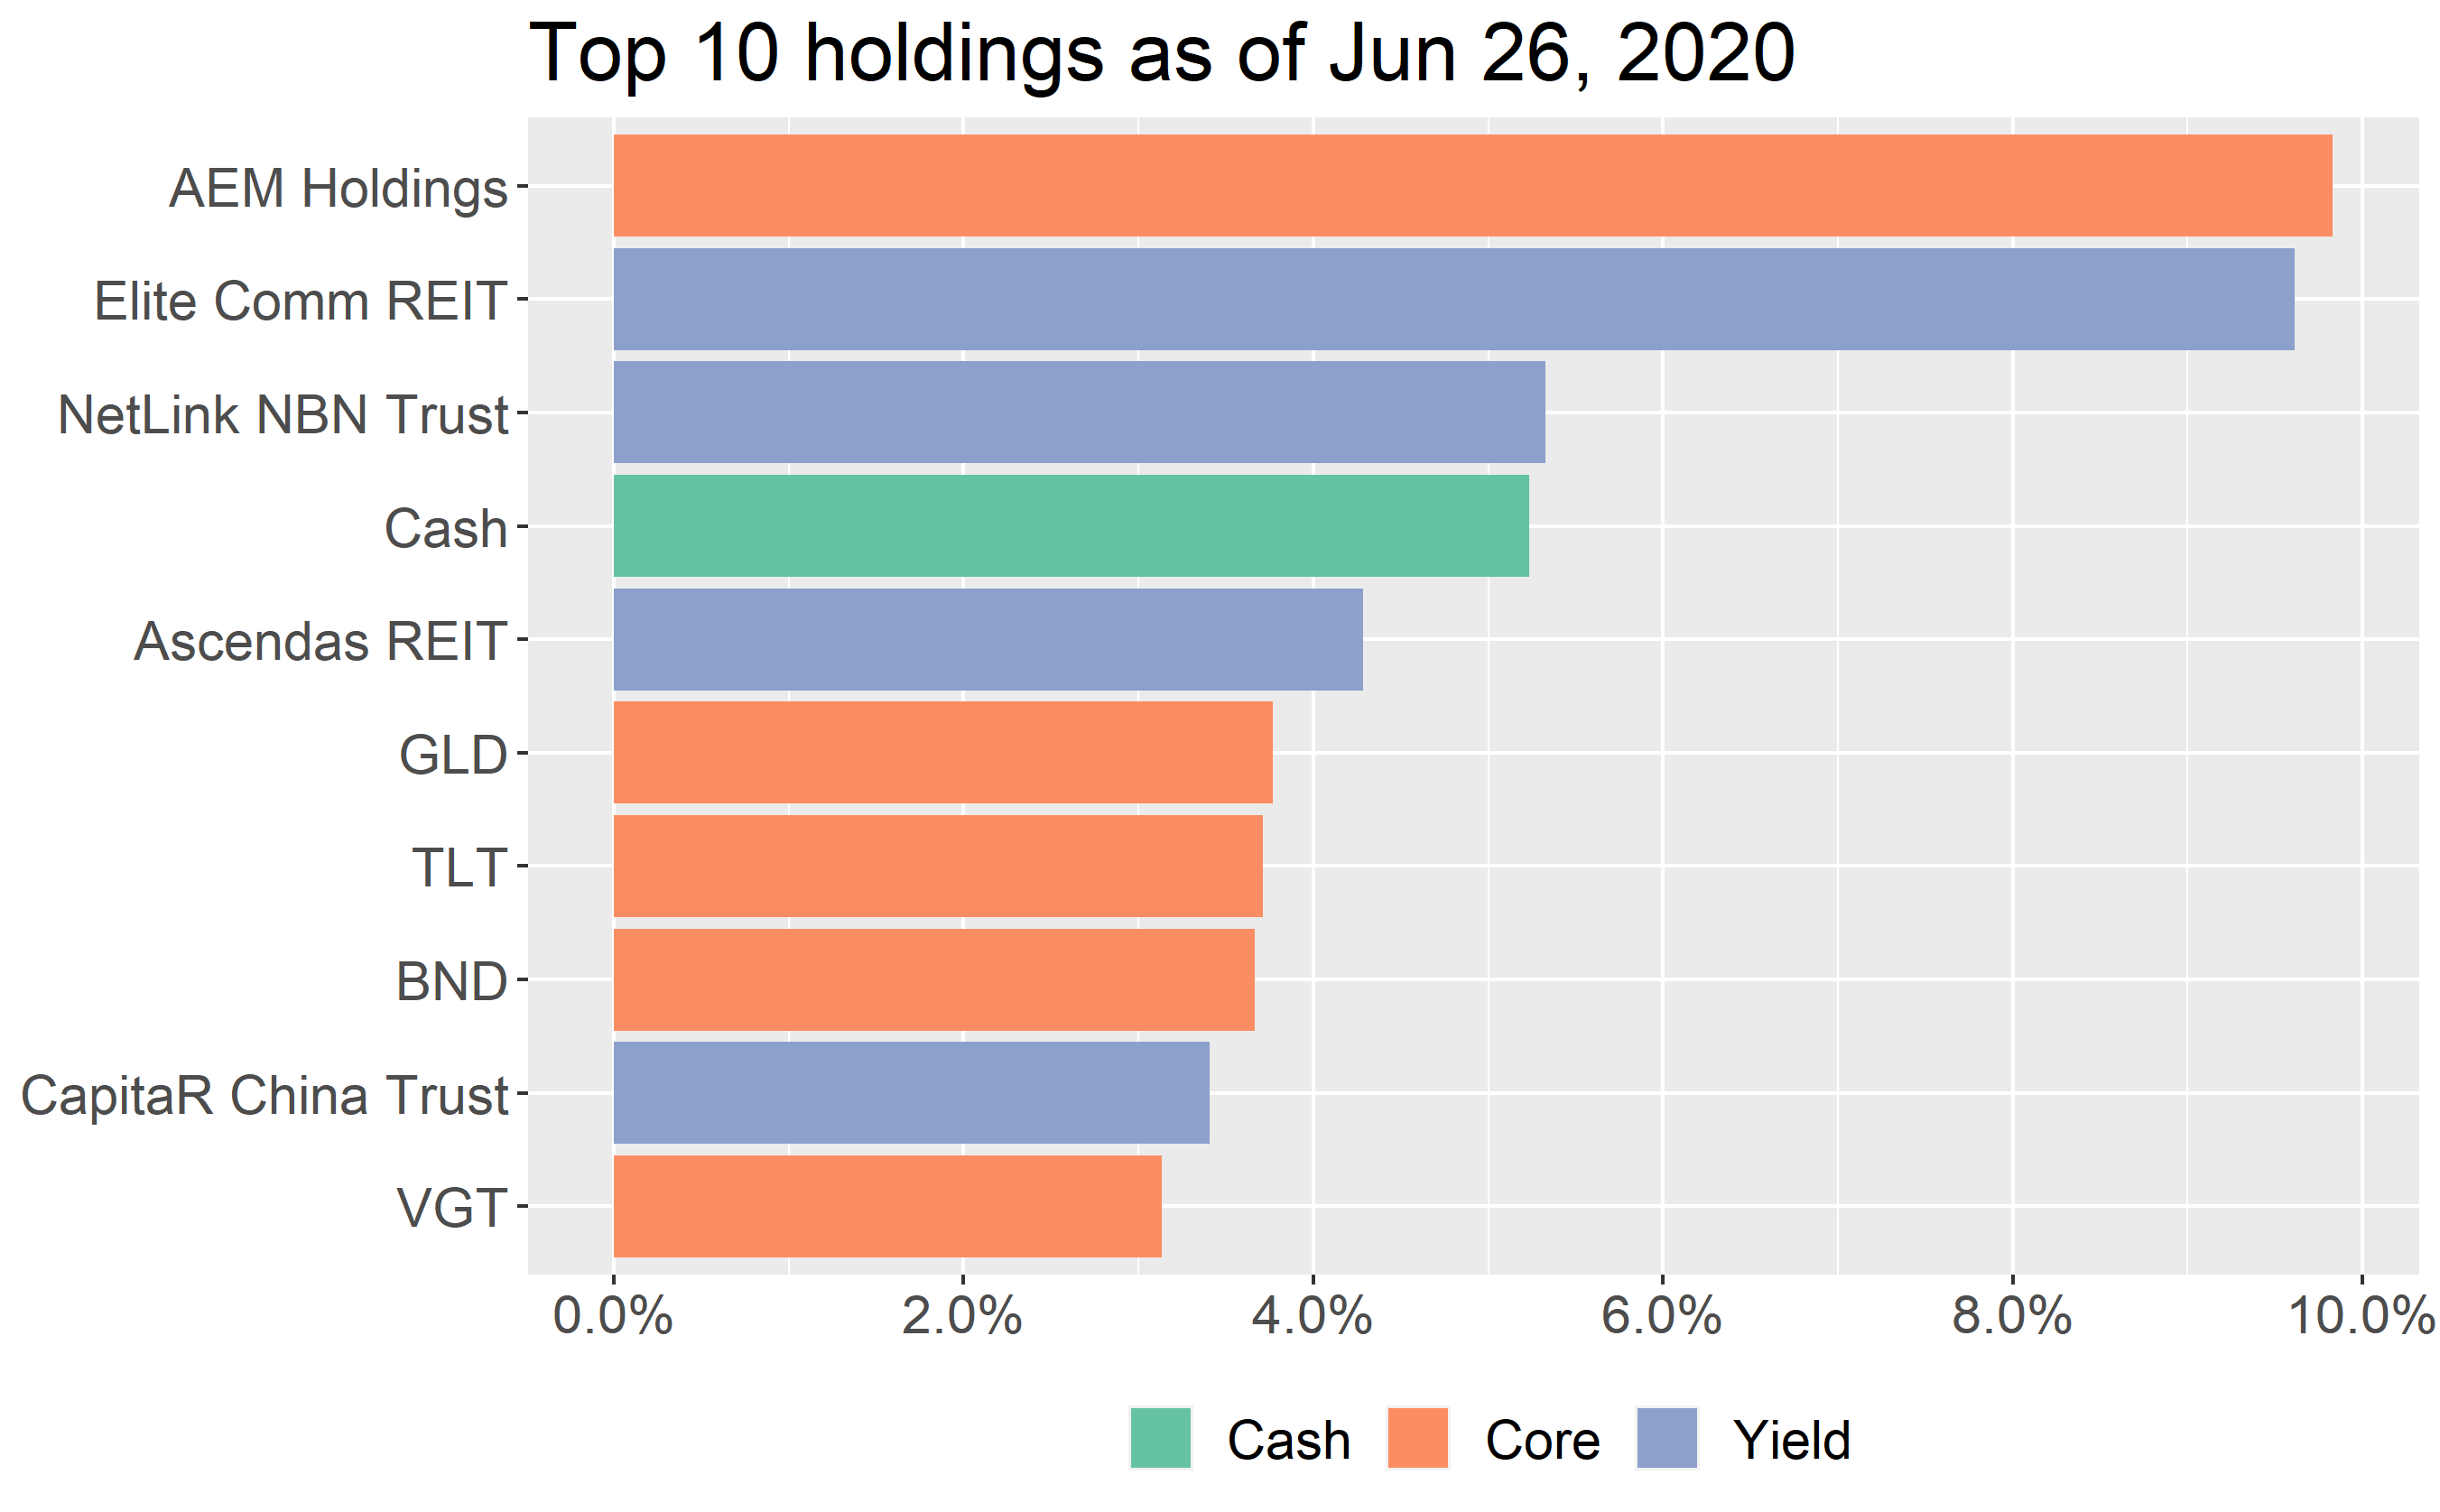 Top 10 holdings as of Jun 26, 2020
AEM Holdings
Elite Comm REIT
NetLink NBN Trust
Cash
Ascendas REIT
GLD
TLT
BND
CapitaR China Trust
VGT
0.0% 2.0% 4.0% 6.0% 8.0% 10.0%
Cash Core Yield